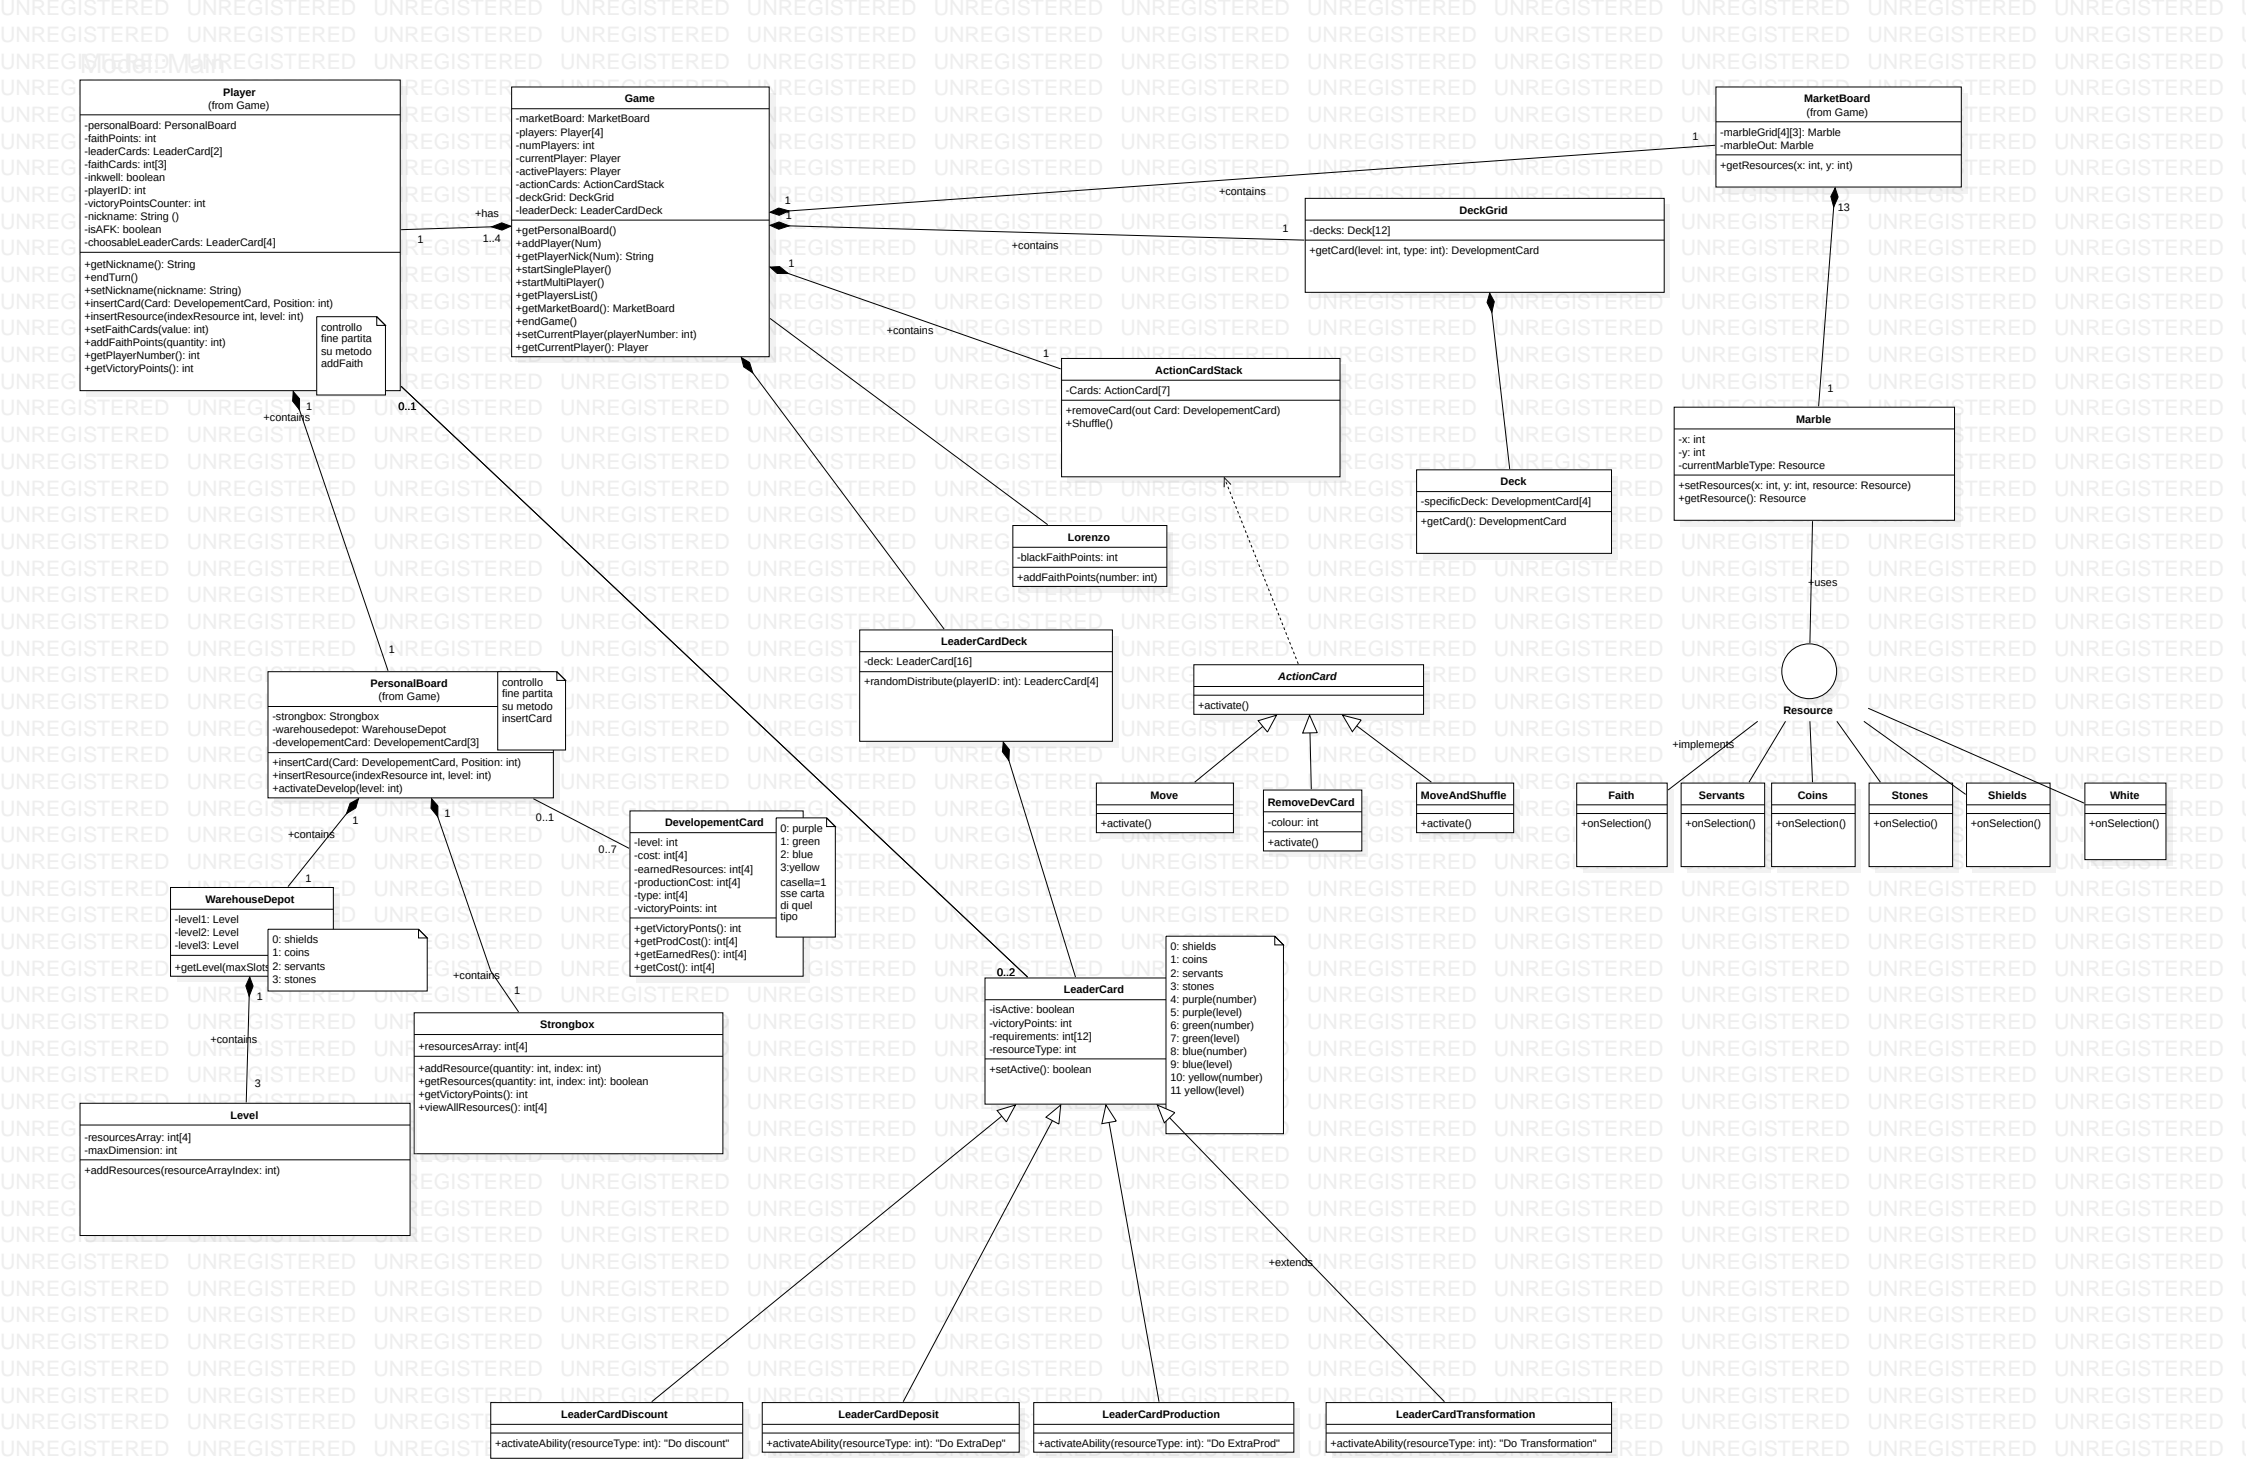 Model::Main
Player
(from Game)
-personalBoard: PersonalBoard
-faithPoints: int
-leaderCards: LeaderCard[2]
-faithCards: int[3]
-inkwell: boolean
-playerID: int
-victoryPointsCounter: int
-nickname: String ()
-isAFK: boolean
-choosableLeaderCards: LeaderCard[4]
+getNickname(): String
+endTurn()
+setNickname(nickname: String)
+insertCard(Card: DevelopementCard, Position: int)
+insertResource(indexResource int, level: int)
+setFaithCards(value: int)
+addFaithPoints(quantity: int)
+getPlayerNumber(): int
+getVictoryPoints(): int
controllo
fine partita
su metodo
addFaith
+has
1
1..4
Game
-marketBoard: MarketBoard
-players: Player[4]
-numPlayers: int
-currentPlayer: Player
-activePlayers: Player
-actionCards: ActionCardStack
-deckGrid: DeckGrid
-leaderDeck: LeaderCardDeck
+getPersonalBoard()
+addPlayer(Num)
+getPlayerNick(Num): String
+startSinglePlayer()
+startMultiPlayer()
+getPlayersList()
+getMarketBoard(): MarketBoard
+endGame()
+setCurrentPlayer(playerNumber: int)
+getCurrentPlayer(): Player
1
+contains
1
1
+contains
1
1
+contains
1
MarketBoard
(from Game)
-marbleGrid[4][3]: Marble
-marbleOut: Marble
+getResources(x: int, y: int)
13
1
DeckGrid
-decks: Deck[12]
+getCard(level: int, type: int): DevelopmentCard
ActionCardStack
-Cards: ActionCard[7]
+removeCard(out Card: DevelopementCard)
+Shuffle()
Deck
-specificDeck: DevelopmentCard[4]
+getCard(): DevelopmentCard
Marble
-x: int
-y: int
-currentMarbleType: Resource
+setResources(x: int, y: int, resource: Resource)
+getResource(): Resource
+uses
Resource
+implements
Lorenzo
-blackFaithPoints: int
+addFaithPoints(number: int)
1
+contains
1
0..1
0..2
PersonalBoard
(from Game)
-strongbox: Strongbox
-warehousedepot: WarehouseDepot
-developementCard: DevelopementCard[3]
+insertCard(Card: DevelopementCard, Position: int)
+insertResource(indexResource int, level: int)
+activateDevelop(level: int)
controllo
fine partita
su metodo
insertCard
LeaderCardDeck
-deck: LeaderCard[16]
+randomDistribute(playerID: int): LeadercCard[4]
ActionCard
+activate()
Move
+activate()
RemoveDevCard
-colour: int
+activate()
MoveAndShuffle
+activate()
Faith
+onSelection()
Servants
+onSelection()
Coins
+onSelection()
Stones
+onSelectio()
Shields
+onSelection()
White
+onSelection()
+contains
1
1
1
+contains
1
0..1
0..7
DevelopementCard
-level: int
-cost: int[4]
-earnedResources: int[4]
-productionCost: int[4]
-type: int[4]
-victoryPoints: int
+getVictoryPonts(): int
+getProdCost(): int[4]
+getEarnedRes(): int[4]
+getCost(): int[4]
0: purple
1: green
2: blue
3:yellow
casella=1
sse carta
di quel
tipo
WarehouseDepot
-level1: Level
-level2: Level
-level3: Level
+getLevel(maxSlots
0: shields
1: coins
2: servants
3: stones
1
+contains
3
Strongbox
+resourcesArray: int[4]
+addResource(quantity: int, index: int)
+getResources(quantity: int, index: int): boolean
+getVictoryPoints(): int
+viewAllResources(): int[4]
Level
-resourcesArray: int[4]
-maxDimension: int
+addResources(resourceArrayIndex: int)
LeaderCard
-isActive: boolean
-victoryPoints: int
-requirements: int[12]
-resourceType: int
+setActive(): boolean
0: shields
1: coins
2: servants
3: stones
4: purple(number)
5: purple(level)
6: green(number)
7: green(level)
8: blue(number)
9: blue(level)
10: yellow(number)
11 yellow(level)
+extends
LeaderCardDiscount
+activateAbility(resourceType: int): "Do discount"
LeaderCardDeposit
+activateAbility(resourceType: int): "Do ExtraDep"
LeaderCardProduction
+activateAbility(resourceType: int): "Do ExtraProd"
LeaderCardTransformation
+activateAbility(resourceType: int): "Do Transformation"
UNREGISTERED